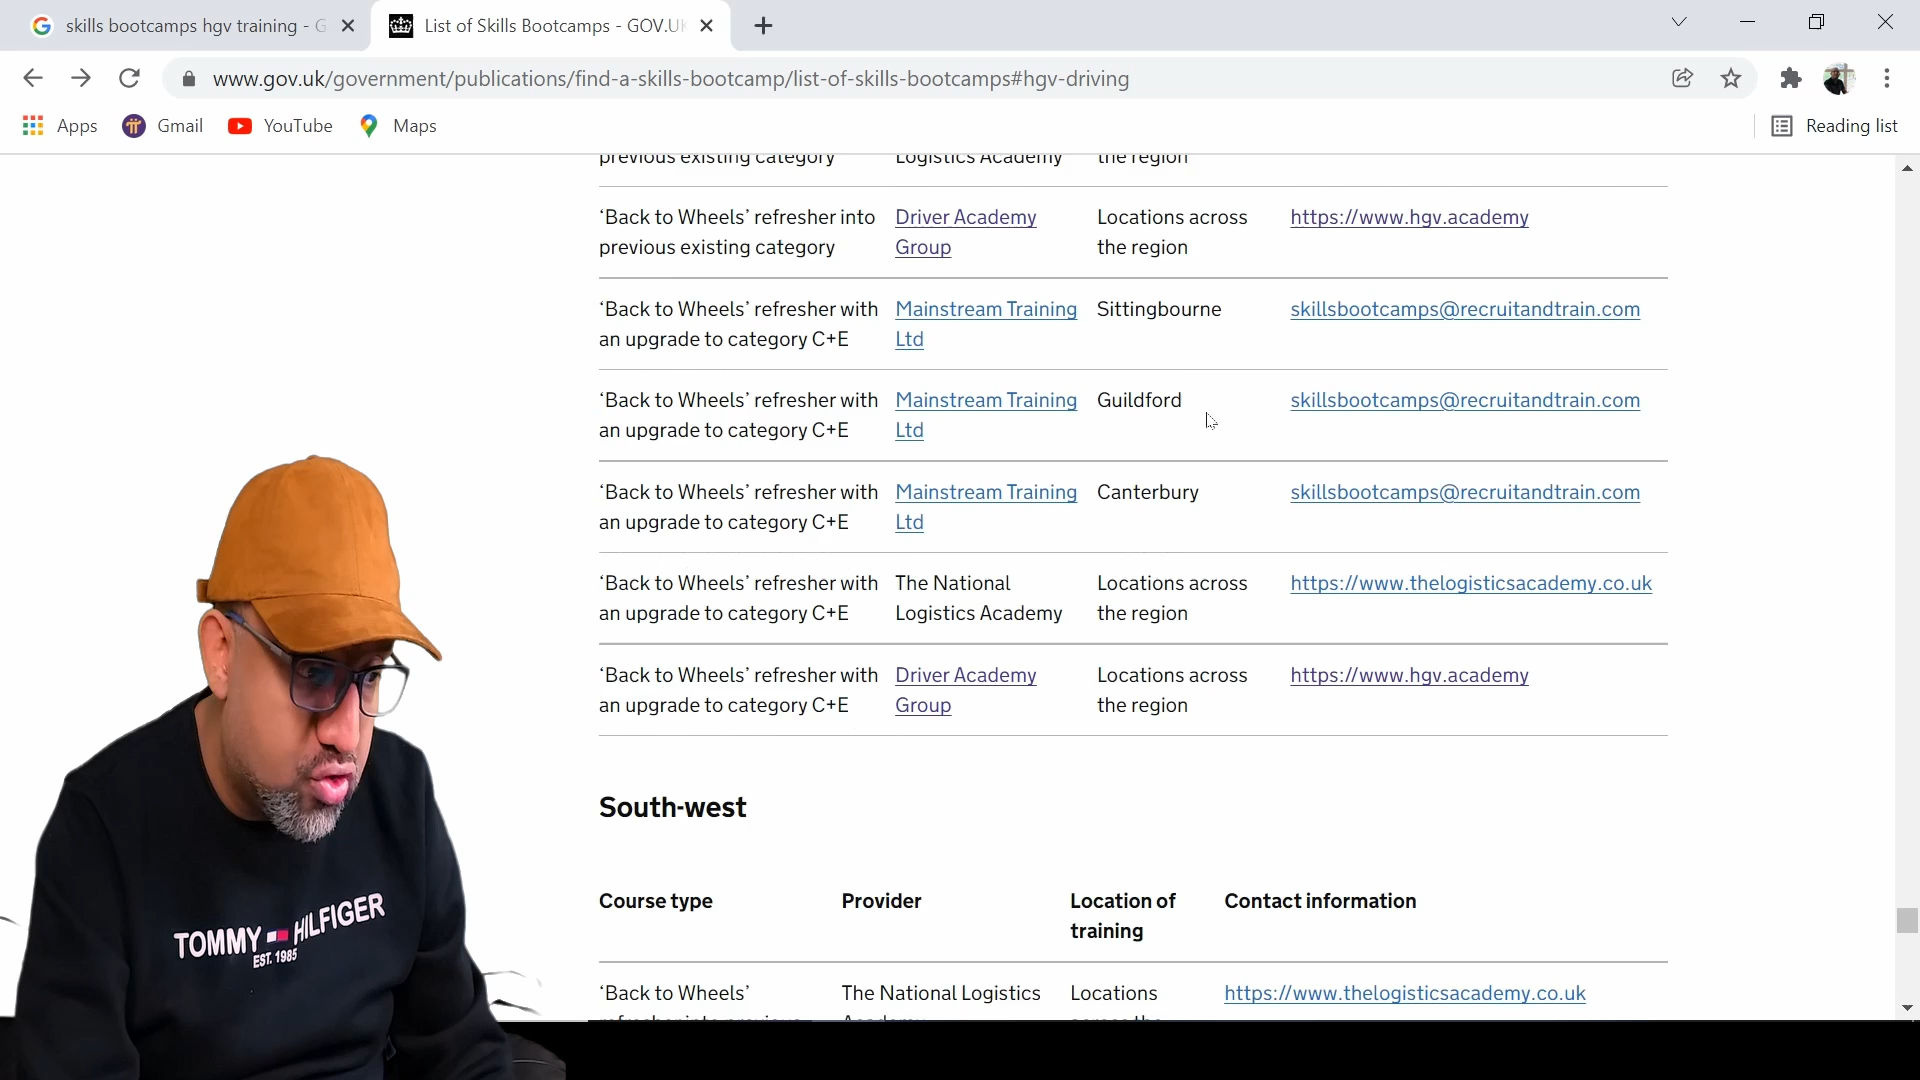 skills bootcamps hgv training - G
List of Skills Bootcamps - GOV.UK
www.gov.uk/government/publications/find-a-skills-bootcamp/list-of-skills-bootcamps#hgv-driving
Apps Gmail YouTube Maps Reading list
previous existing category Logistics Academy the region
‘Back to Wheels’ refresher into Driver Academy Locations across https://www.hgv.academy
previous existing category Group the region
‘Back to Wheels’ refresher with Mainstream Training Sittingbourne skillsbootcamps@recruitandtrain.com
an upgrade to category C+E Ltd
‘Back to Wheels’ refresher with Mainstream Training Guildford skillsbootcamps@recruitandtrain.com
an upgrade to category C+E Ltd
‘Back to Wheels’ refresher with Mainstream Training Canterbury skillsbootcamps@recruitandtrain.com
an upgrade to category C+E Ltd
‘Back to Wheels’ refresher with The National Locations across https://www.thelogisticsacademy.co.uk
an upgrade to category C+E Logistics Academy the region
‘Back to Wheels’ refresher with Driver Academy Locations across https://www.hgv.academy
an upgrade to category C+E Group the region
South-west
Course type Provider Location of Contact information
training
‘Back to Wheels’ The National Logistics Locations https://www.thelogisticsacademy.co.uk
TOMMY HILFIGER
EST. 1985